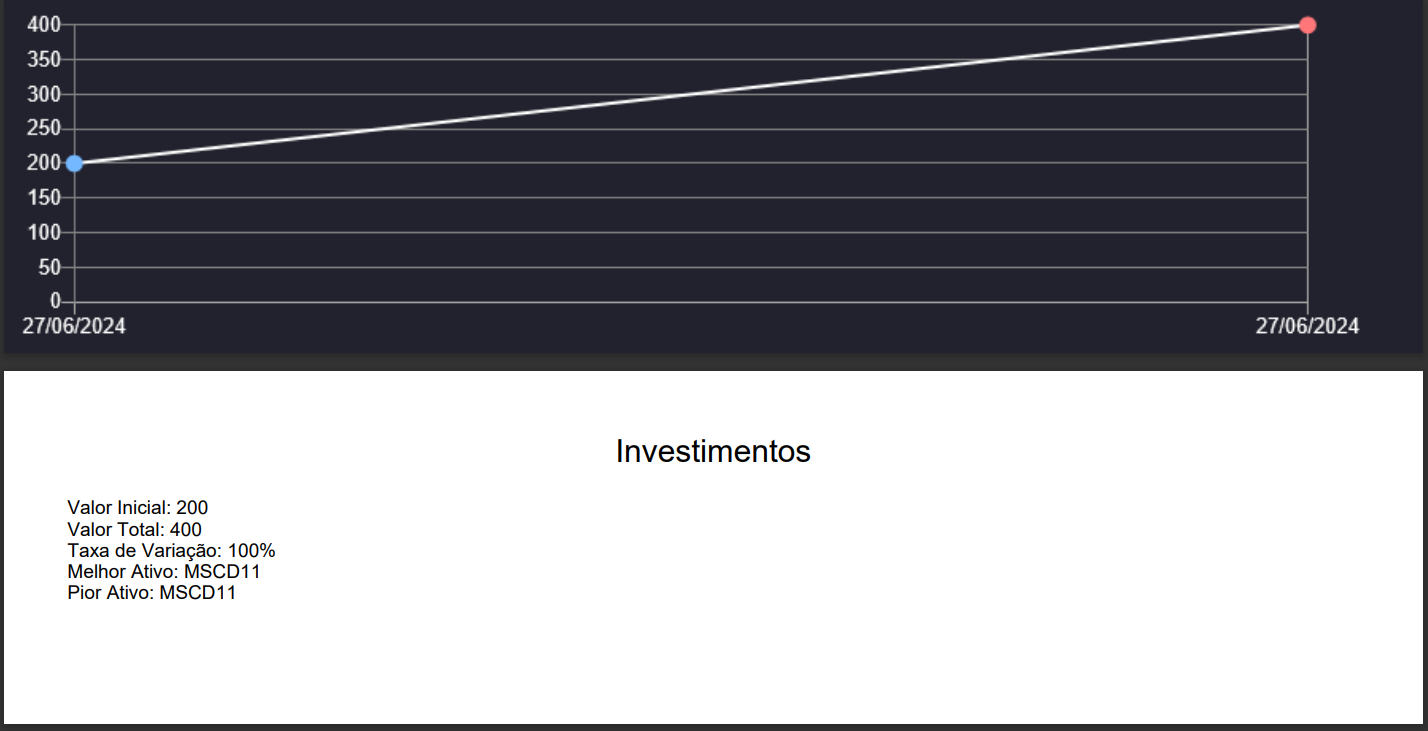 400
350
300
250
200
150
100
50
0
27/06/2024 27/06/2024
Investimentos
Valor Inicial: 200
Valor Total: 400
Taxa de Variação: 100%
Melhor Ativo: MSCD11
Pior Ativo: MSCD11